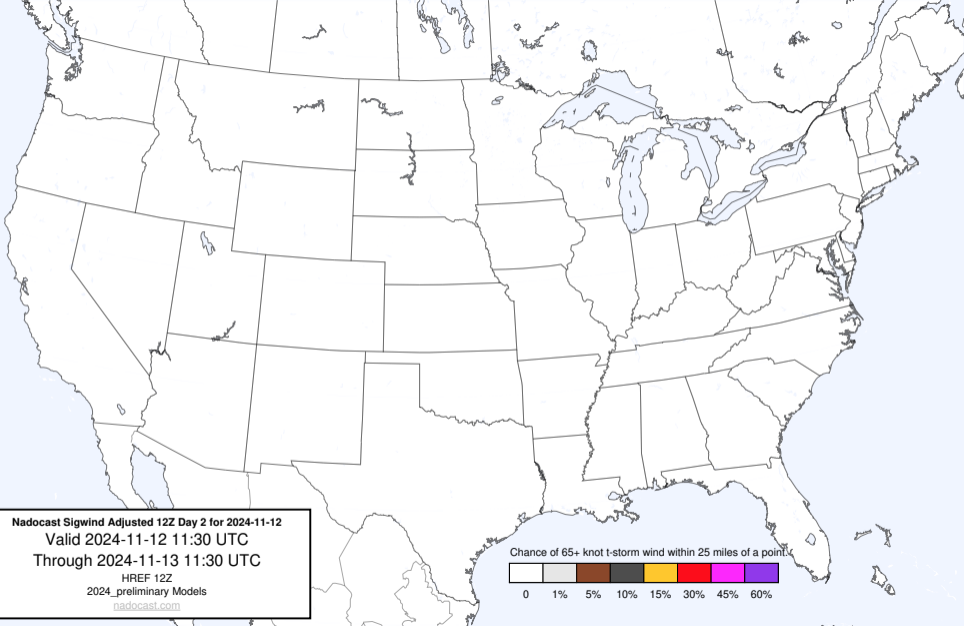 Nadocast Sigwind Adjusted 12Z Day 2 for 2024-11-12
Valid 2024-11-12 11:30 UTC
Through 2024-11-13 11:30 UTC
HREF 12Z
2024_preliminary Models
nadocast.com
Chance of 65+ knot t-storm wind within 25 miles of a point.
0 1% 5% 10% 15% 30% 45% 60%